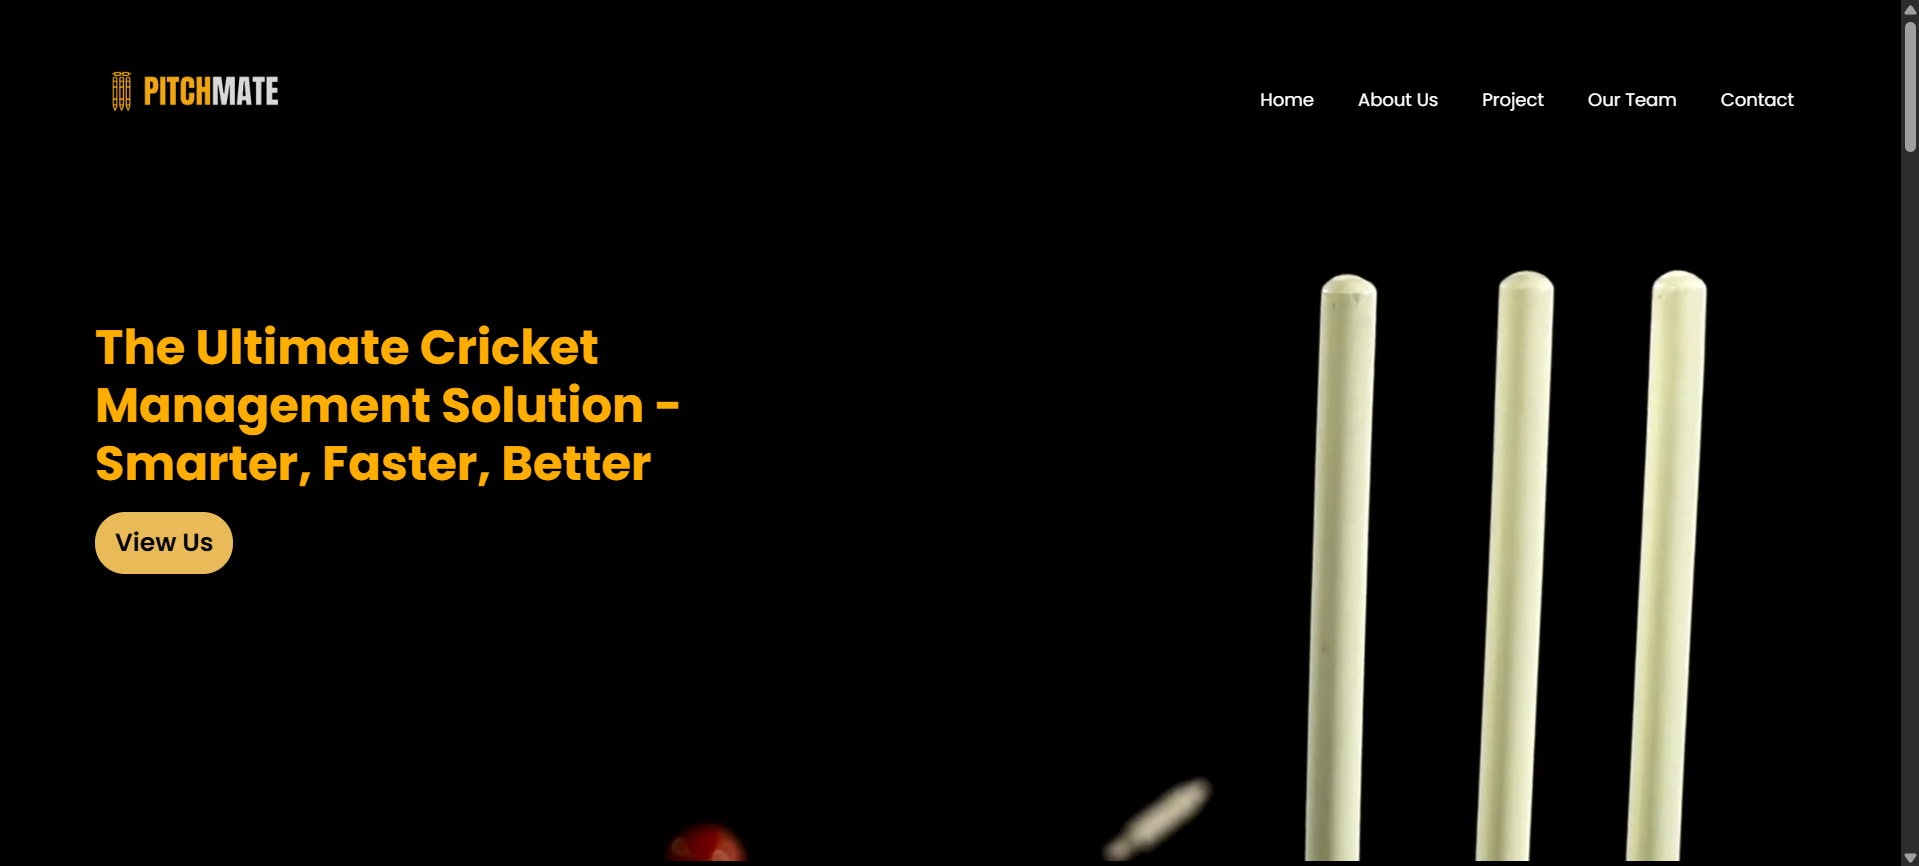 PITCHMATE
Home About Us Project Our Team Contact
The Ultimate Cricket
Management Solution -
Smarter, Faster, Better
View Us